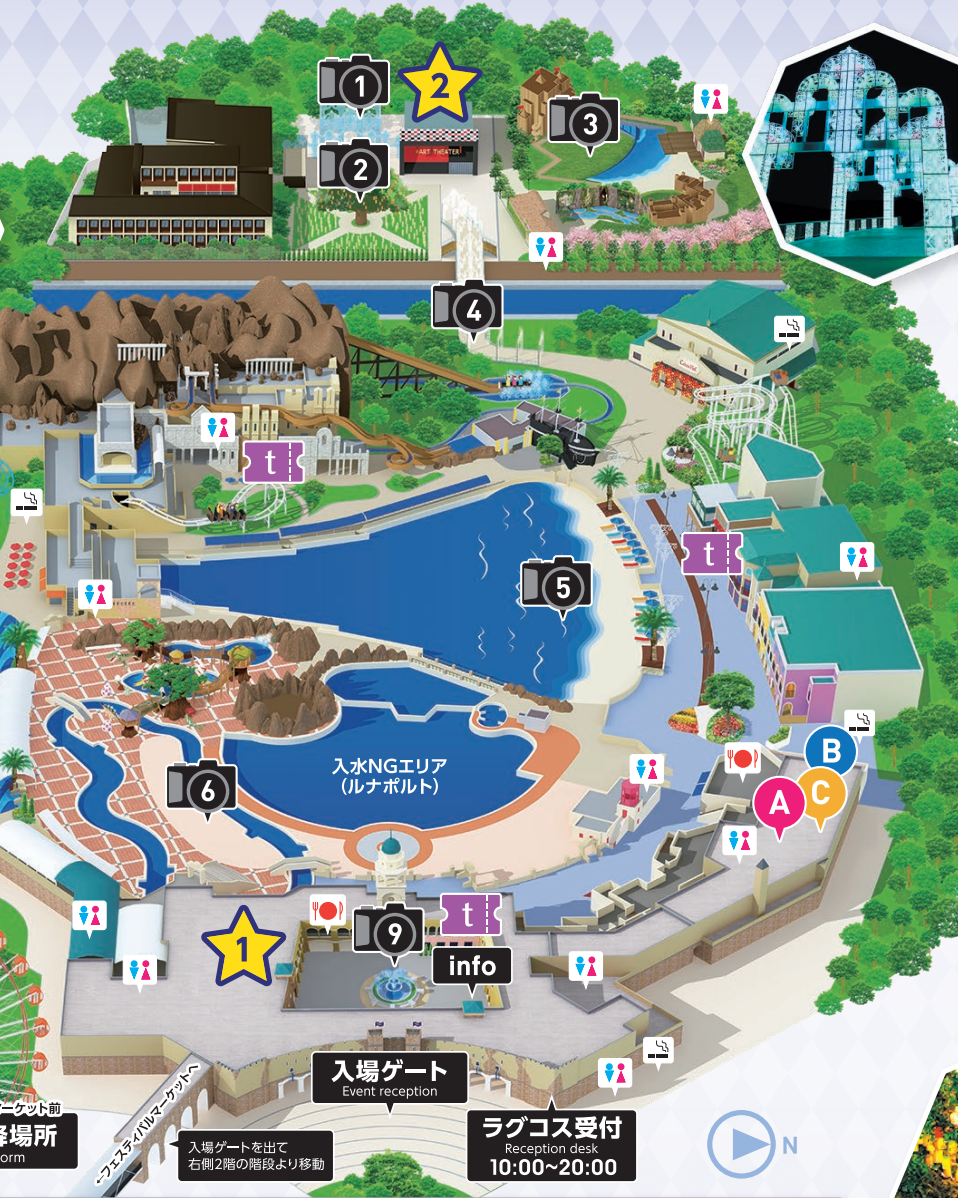 1
2
2
3
ART THEATER
4
t
5
t
入水NGエリア
(ルナポルト)
6
B
A
C
1
9
t
info
入場ゲート
Event reception
ラグコス受付
Reception desk
10:00~20:00
N
ーケット前
降場所
orm
←フェスティバルマーケットへ
入場ゲートを出て
右側2階の階段より移動